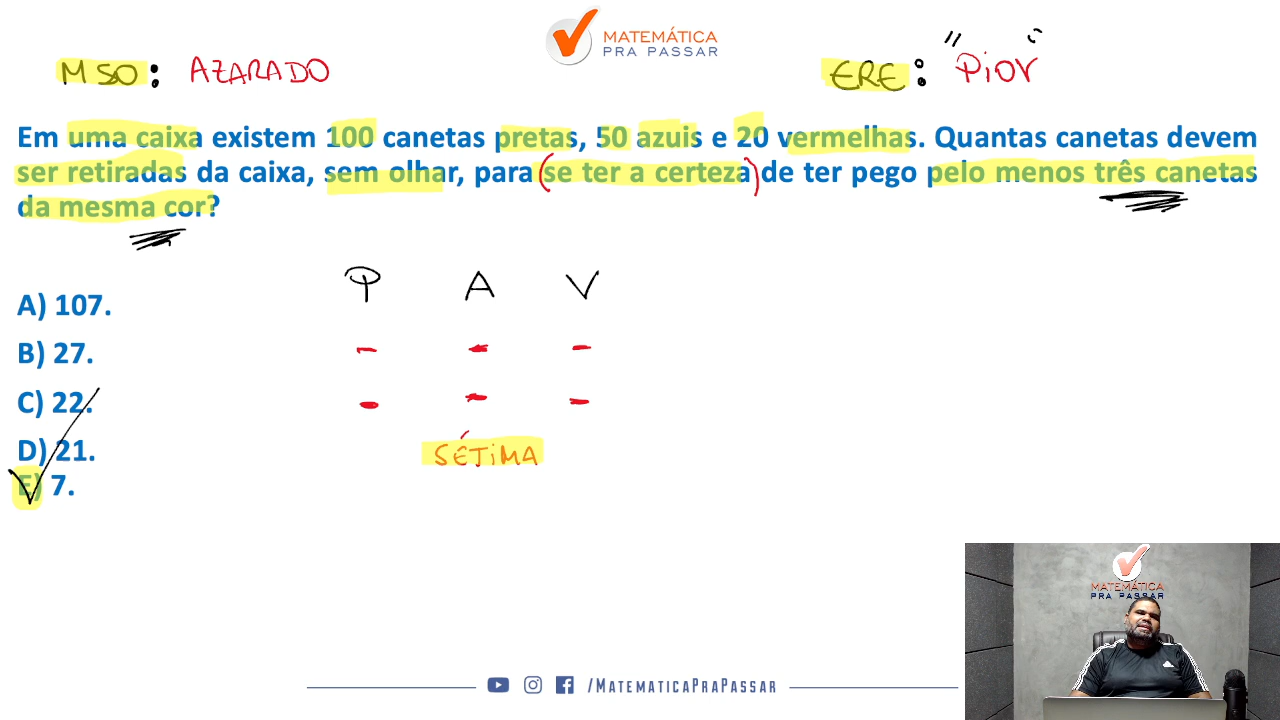 MATEMÁTICA
PRA PASSAR
MSO: AZARADO
ERE: "PiOr"
Em uma caixa existem 100 canetas pretas, 50 azuis e 20 vermelhas. Quantas canetas devem
ser retiradas da caixa, sem olhar, para (se ter a certeza) de ter pego pelo menos três canetas
da mesma cor?
P A V
A) 107.
B) 27.
C) 22.
D) 21.
SÉTiMA
E) 7.
MATEMÁTICA
PRA PASSAR
/MatematicaPraPassar